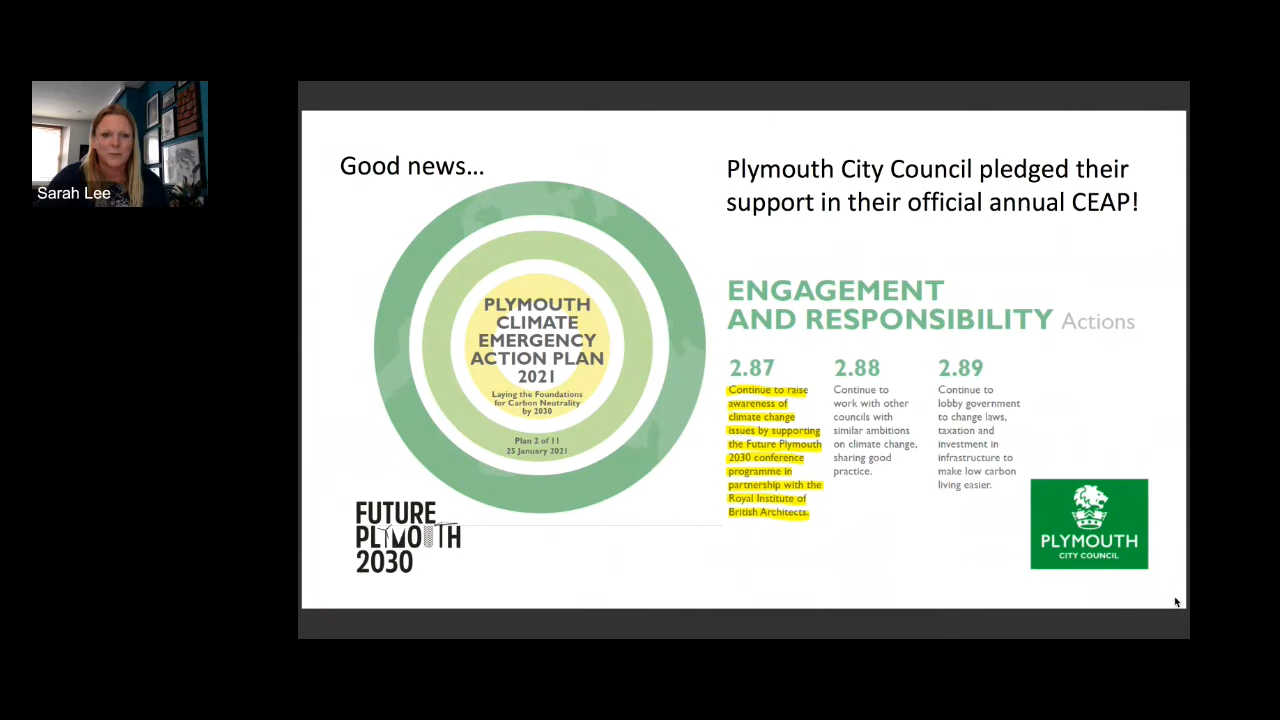 Sarah Lee
Good news...
PLYMOUTH
CLIMATE
EMERGENCY
ACTION PLAN
2021
Laying the Foundations
for Carbon Neutrality
by 2030
Plan 2 of 11
25 January 2021
FUTURE
PLYMOUTH
2030
Plymouth City Council pledged their
support in their official annual CEAP!
ENGAGEMENT
AND RESPONSIBILITY Actions
2.87
Continue to raise
awareness of
climate change
issues by supporting
the Future Plymouth
2030 conference
programme in
partnership with the
Royal Institute of
British Architects.
2.88
Continue to
work with other
councils with
similar ambitions
on climate change,
sharing good
practice.
2.89
Continue to
lobby government
to change laws,
taxation and
investment in
infrastructure to
make low carbon
living easier.
PLYMOUTH
CITY COUNCIL